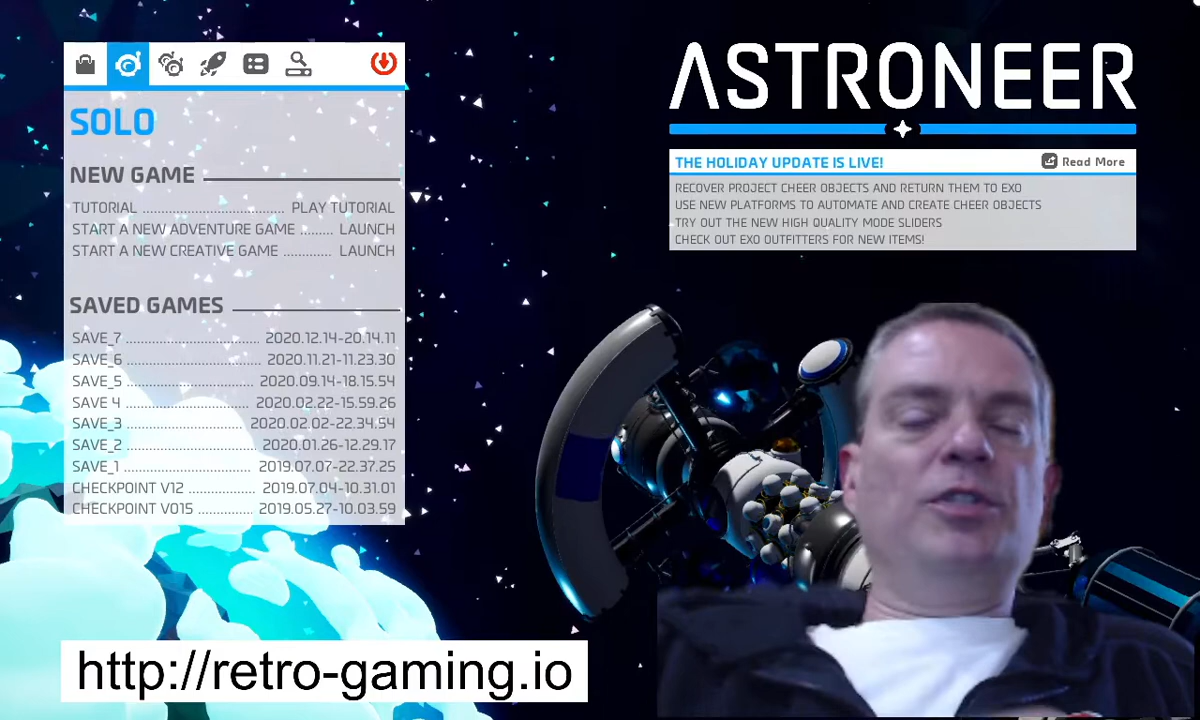 SOLO
NEW GAME
TUTORIAL ................................ PLAY TUTORIAL
START A NEW ADVENTURE GAME ........ LAUNCH
START A NEW CREATIVE GAME ............ LAUNCH
SAVED GAMES
SAVE_7 ................................ 2020.12.14-20.14.11
SAVE_6 ................................ 2020.11.21-11.23.30
SAVE_5 ................................ 2020.09.14-18.15.54
SAVE 4 ................................ 2020.02.22-15.59.26
SAVE_3 ................................ 2020.02.02-22.34.54
SAVE_2 ................................ 2020.01.26-12.29.17
SAVE_1 ................................ 2019.07.07-22.37.25
CHECKPOINT V12 ................. 2019.07.04-10.31.01
CHECKPOINT V015 .............. 2019.05.27-10.03.59
ASTRONEER
THE HOLIDAY UPDATE IS LIVE! Read More
RECOVER PROJECT CHEER OBJECTS AND RETURN THEM TO EXO
USE NEW PLATFORMS TO AUTOMATE AND CREATE CHEER OBJECTS
TRY OUT THE NEW HIGH QUALITY MODE SLIDERS
CHECK OUT EXO OUTFITTERS FOR NEW ITEMS!
http://retro-gaming.io